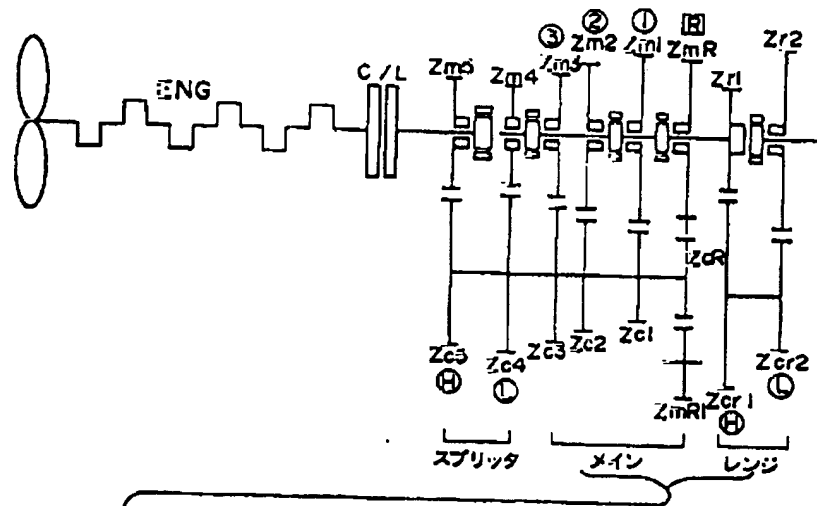 ③ ② ① R
Zm5 Zm4 Zm3 Zm2 Zm1 ZmR Zr1 Zr2
ENG C/L
ZcR
Zc5 Zc4 Zc3 Zc2 Zc1 ZmR1 Zcr1 Zcr2
H L H L
スプリッタ メイン レンジ